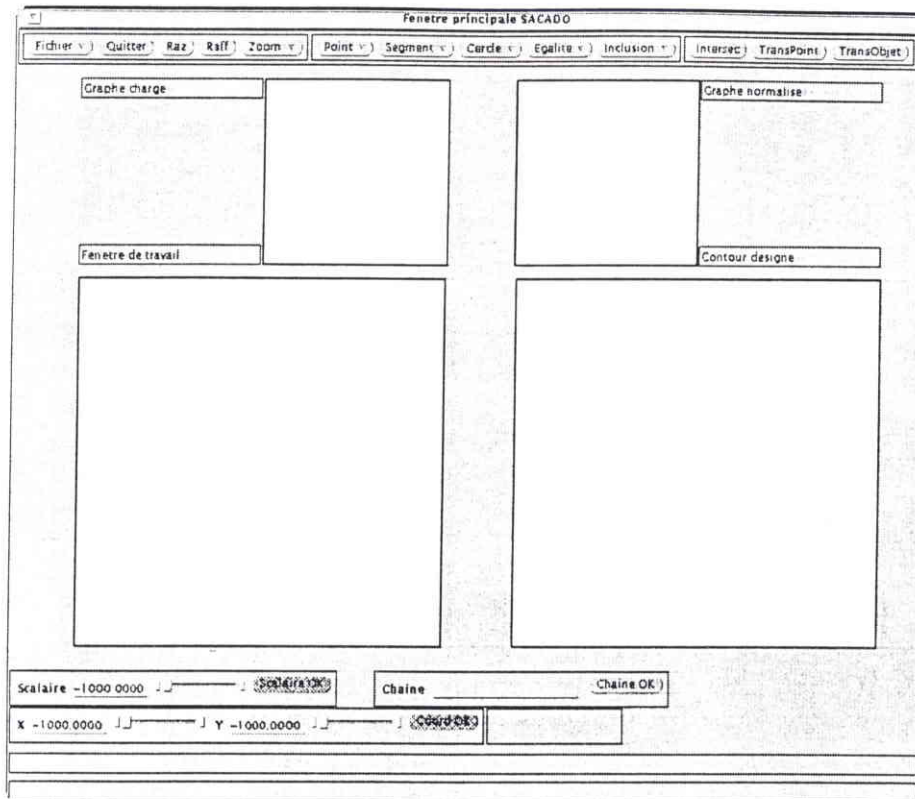 Fenetre principale SACADO
Fichier Quitter Raz Raff Zoom Point Segment Cercle Egalite Inclusion Intersec TransPoint TransObjet
Graphe charge
Graphe normalise
Fenetre de travail
Contour designe
Scalaire -1000.0000 Scalaire OK Chaine Chaine OK
X -1000.0000 Y -1000.0000 Coord OK